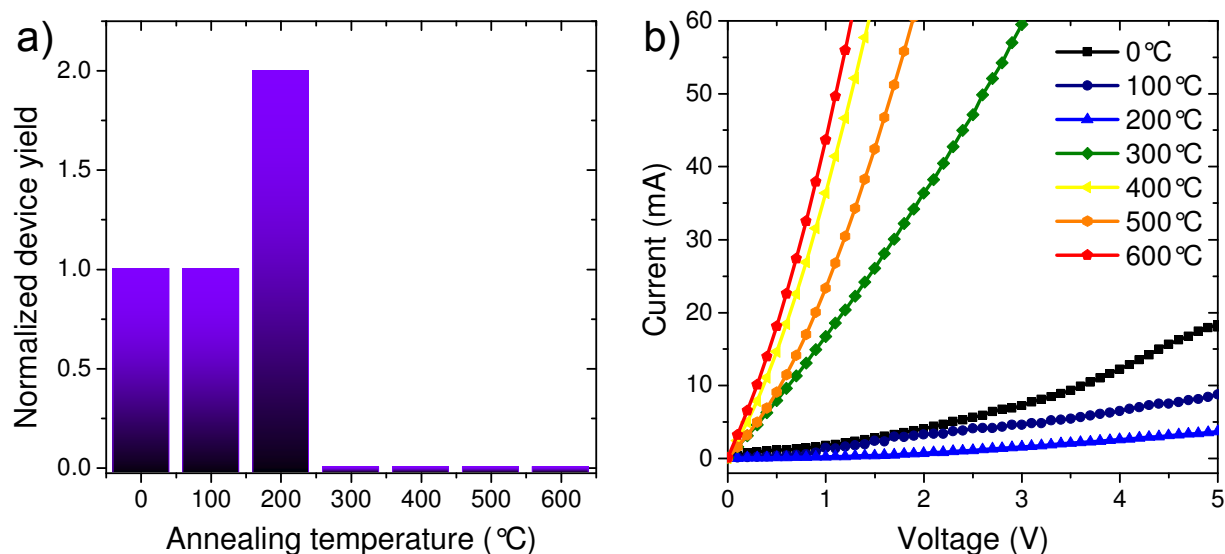 a)
Normalized device yield
2.0
1.5
1.0
0.5
0.0
0 100 200 300 400 500 600
Annealing temperature (°C)
b)
Current (mA)
60
50
40
30
20
10
0
0 1 2 3 4 5
Voltage (V)
0°C
100°C
200°C
300°C
400°C
500°C
600°C